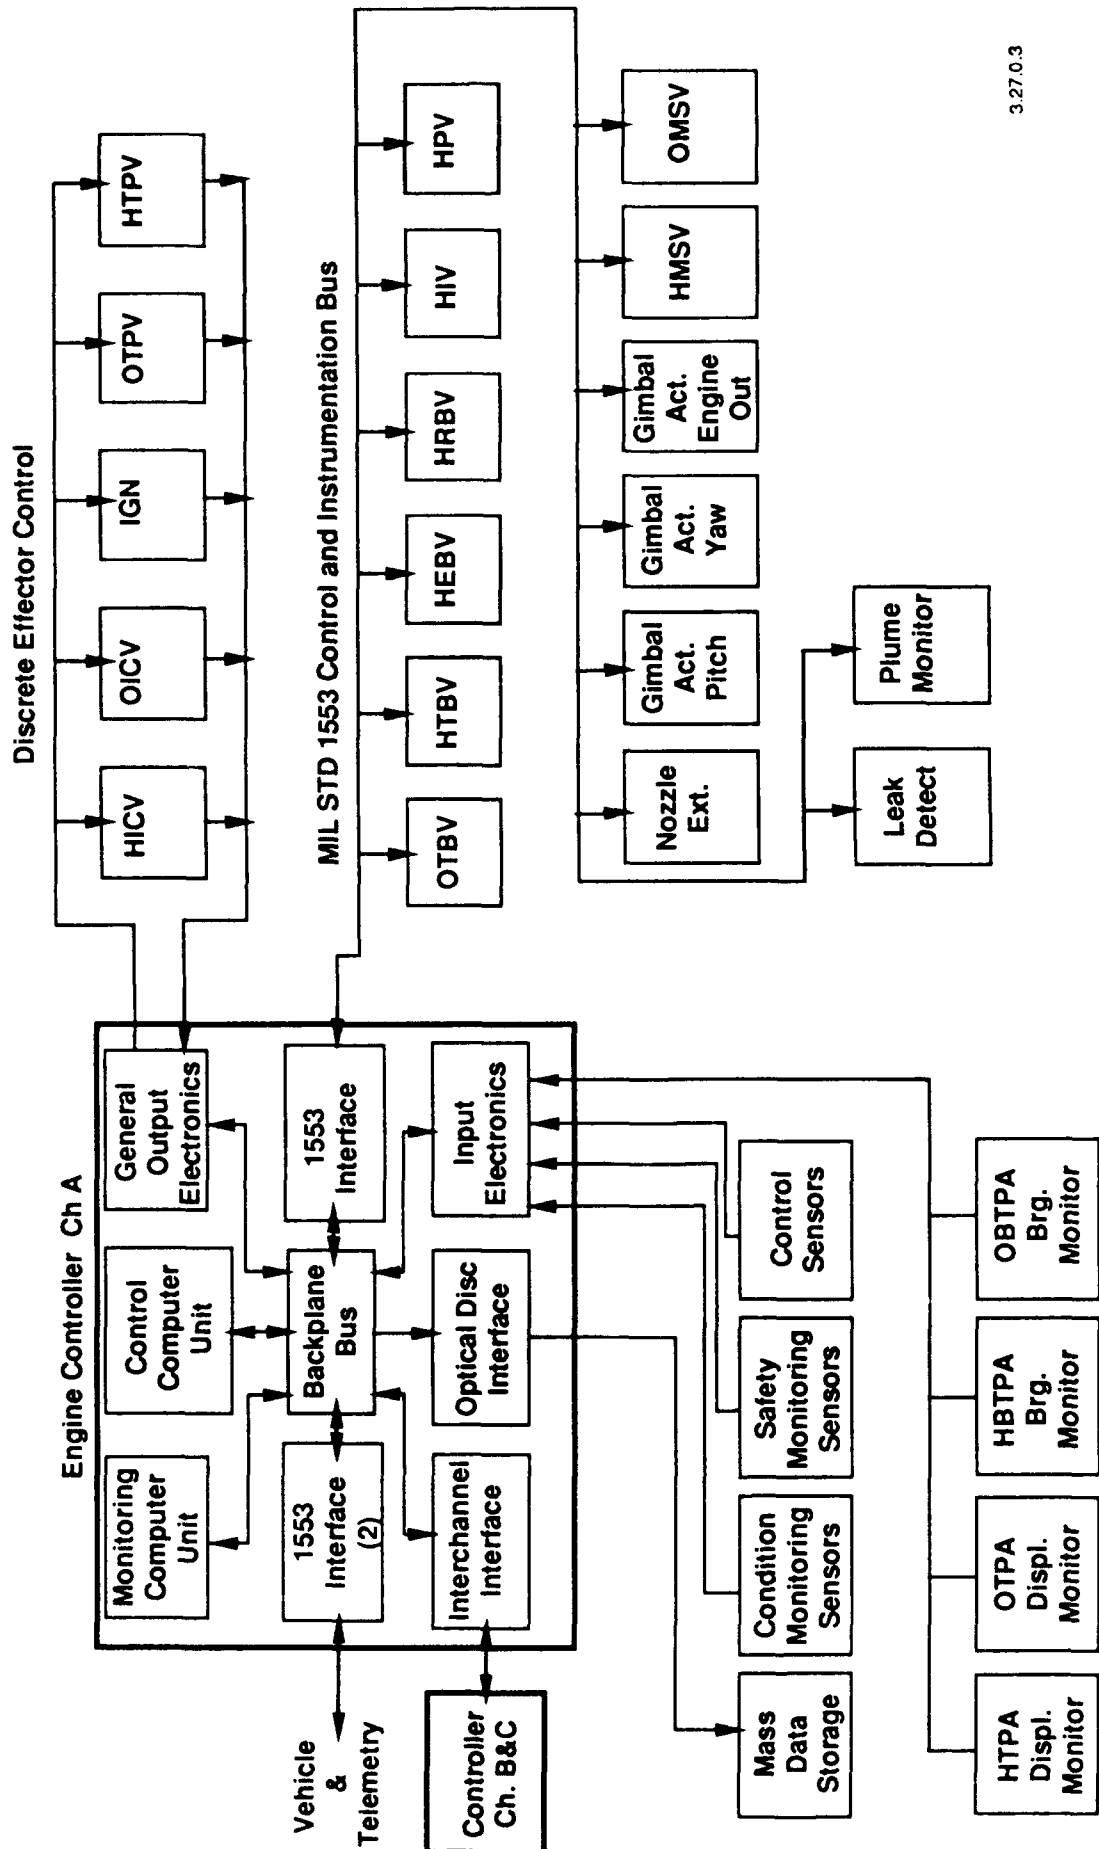 Discrete Effector Control
HICV
OICV
IGN
OTPV
HTPV
MIL STD 1553 Control and Instrumentation Bus
OTBV
HTBV
HEBV
HRBV
HIV
HPV
Nozzle
Ext.
Gimbal
Act.
Pitch
Gimbal
Act.
Yaw
Gimbal
Act.
Engine
Out
HMSV
OMSV
Leak
Detect
Plume
Monitor
Engine Controller Ch A
Monitoring
Computer
Unit
Control
Computer
Unit
General
Output
Electronics
1553
Interface
(2)
Backplane
Bus
1553
Interface
Interchannel
Interface
Optical Disc
Interface
Input
Electronics
Vehicle
&
Telemetry
Controller
Ch. B&C
Mass
Data
Storage
Condition
Monitoring
Sensors
Safety
Monitoring
Sensors
Control
Sensors
HTPA
Displ.
Monitor
OTPA
Displ.
Monitor
HBTPA
Brg.
Monitor
OBTPA
Brg.
Monitor
3.27.0.3